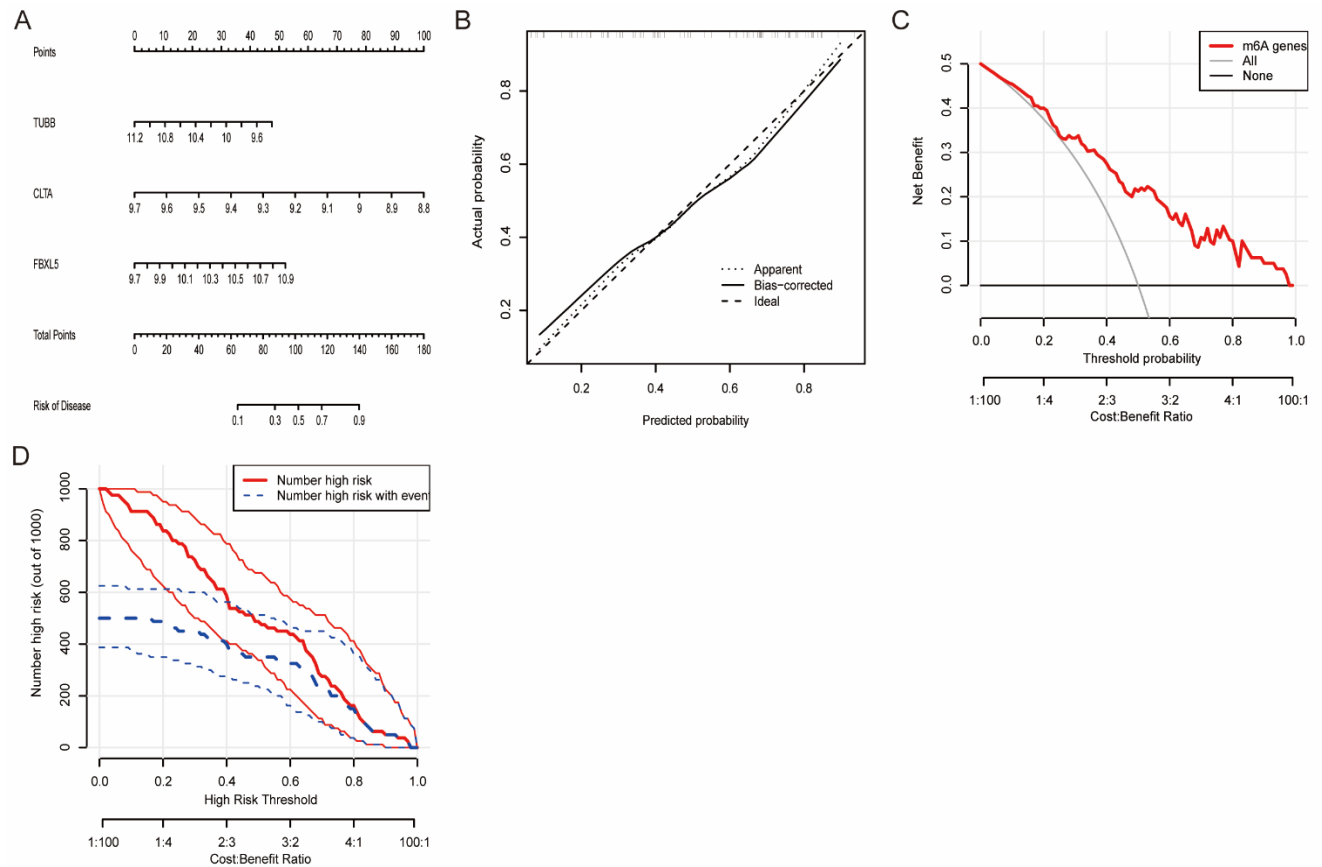 A
Points
0 10 20 30 40 50 60 70 80 90 100
TUBB
11.2 10.8 10.4 10 9.6
CLTA
9.7 9.6 9.5 9.4 9.3 9.2 9.1 9 8.9 8.8
FBXL5
9.7 9.9 10.1 10.3 10.5 10.7 10.9
Total Points
0 20 40 60 80 100 120 140 160 180
Risk of Disease
0.1 0.3 0.5 0.7 0.9
B
Actual probability
0.8
0.6
0.4
0.2
Apparent
Bias-corrected
Ideal
0.2 0.4 0.6 0.8
Predicted probability
C
m6A genes
All
None
Net Benefit
0.5
0.4
0.3
0.2
0.1
0.0
0.0 0.2 0.4 0.6 0.8 1.0
Threshold probability
1:100 1:4 2:3 3:2 4:1 100:1
Cost:Benefit Ratio
D
Number high risk
Number high risk with event
Number high risk (out of 1000)
1000
800
600
400
200
0
0.0 0.2 0.4 0.6 0.8 1.0
High Risk Threshold
1:100 1:4 2:3 3:2 4:1 100:1
Cost:Benefit Ratio